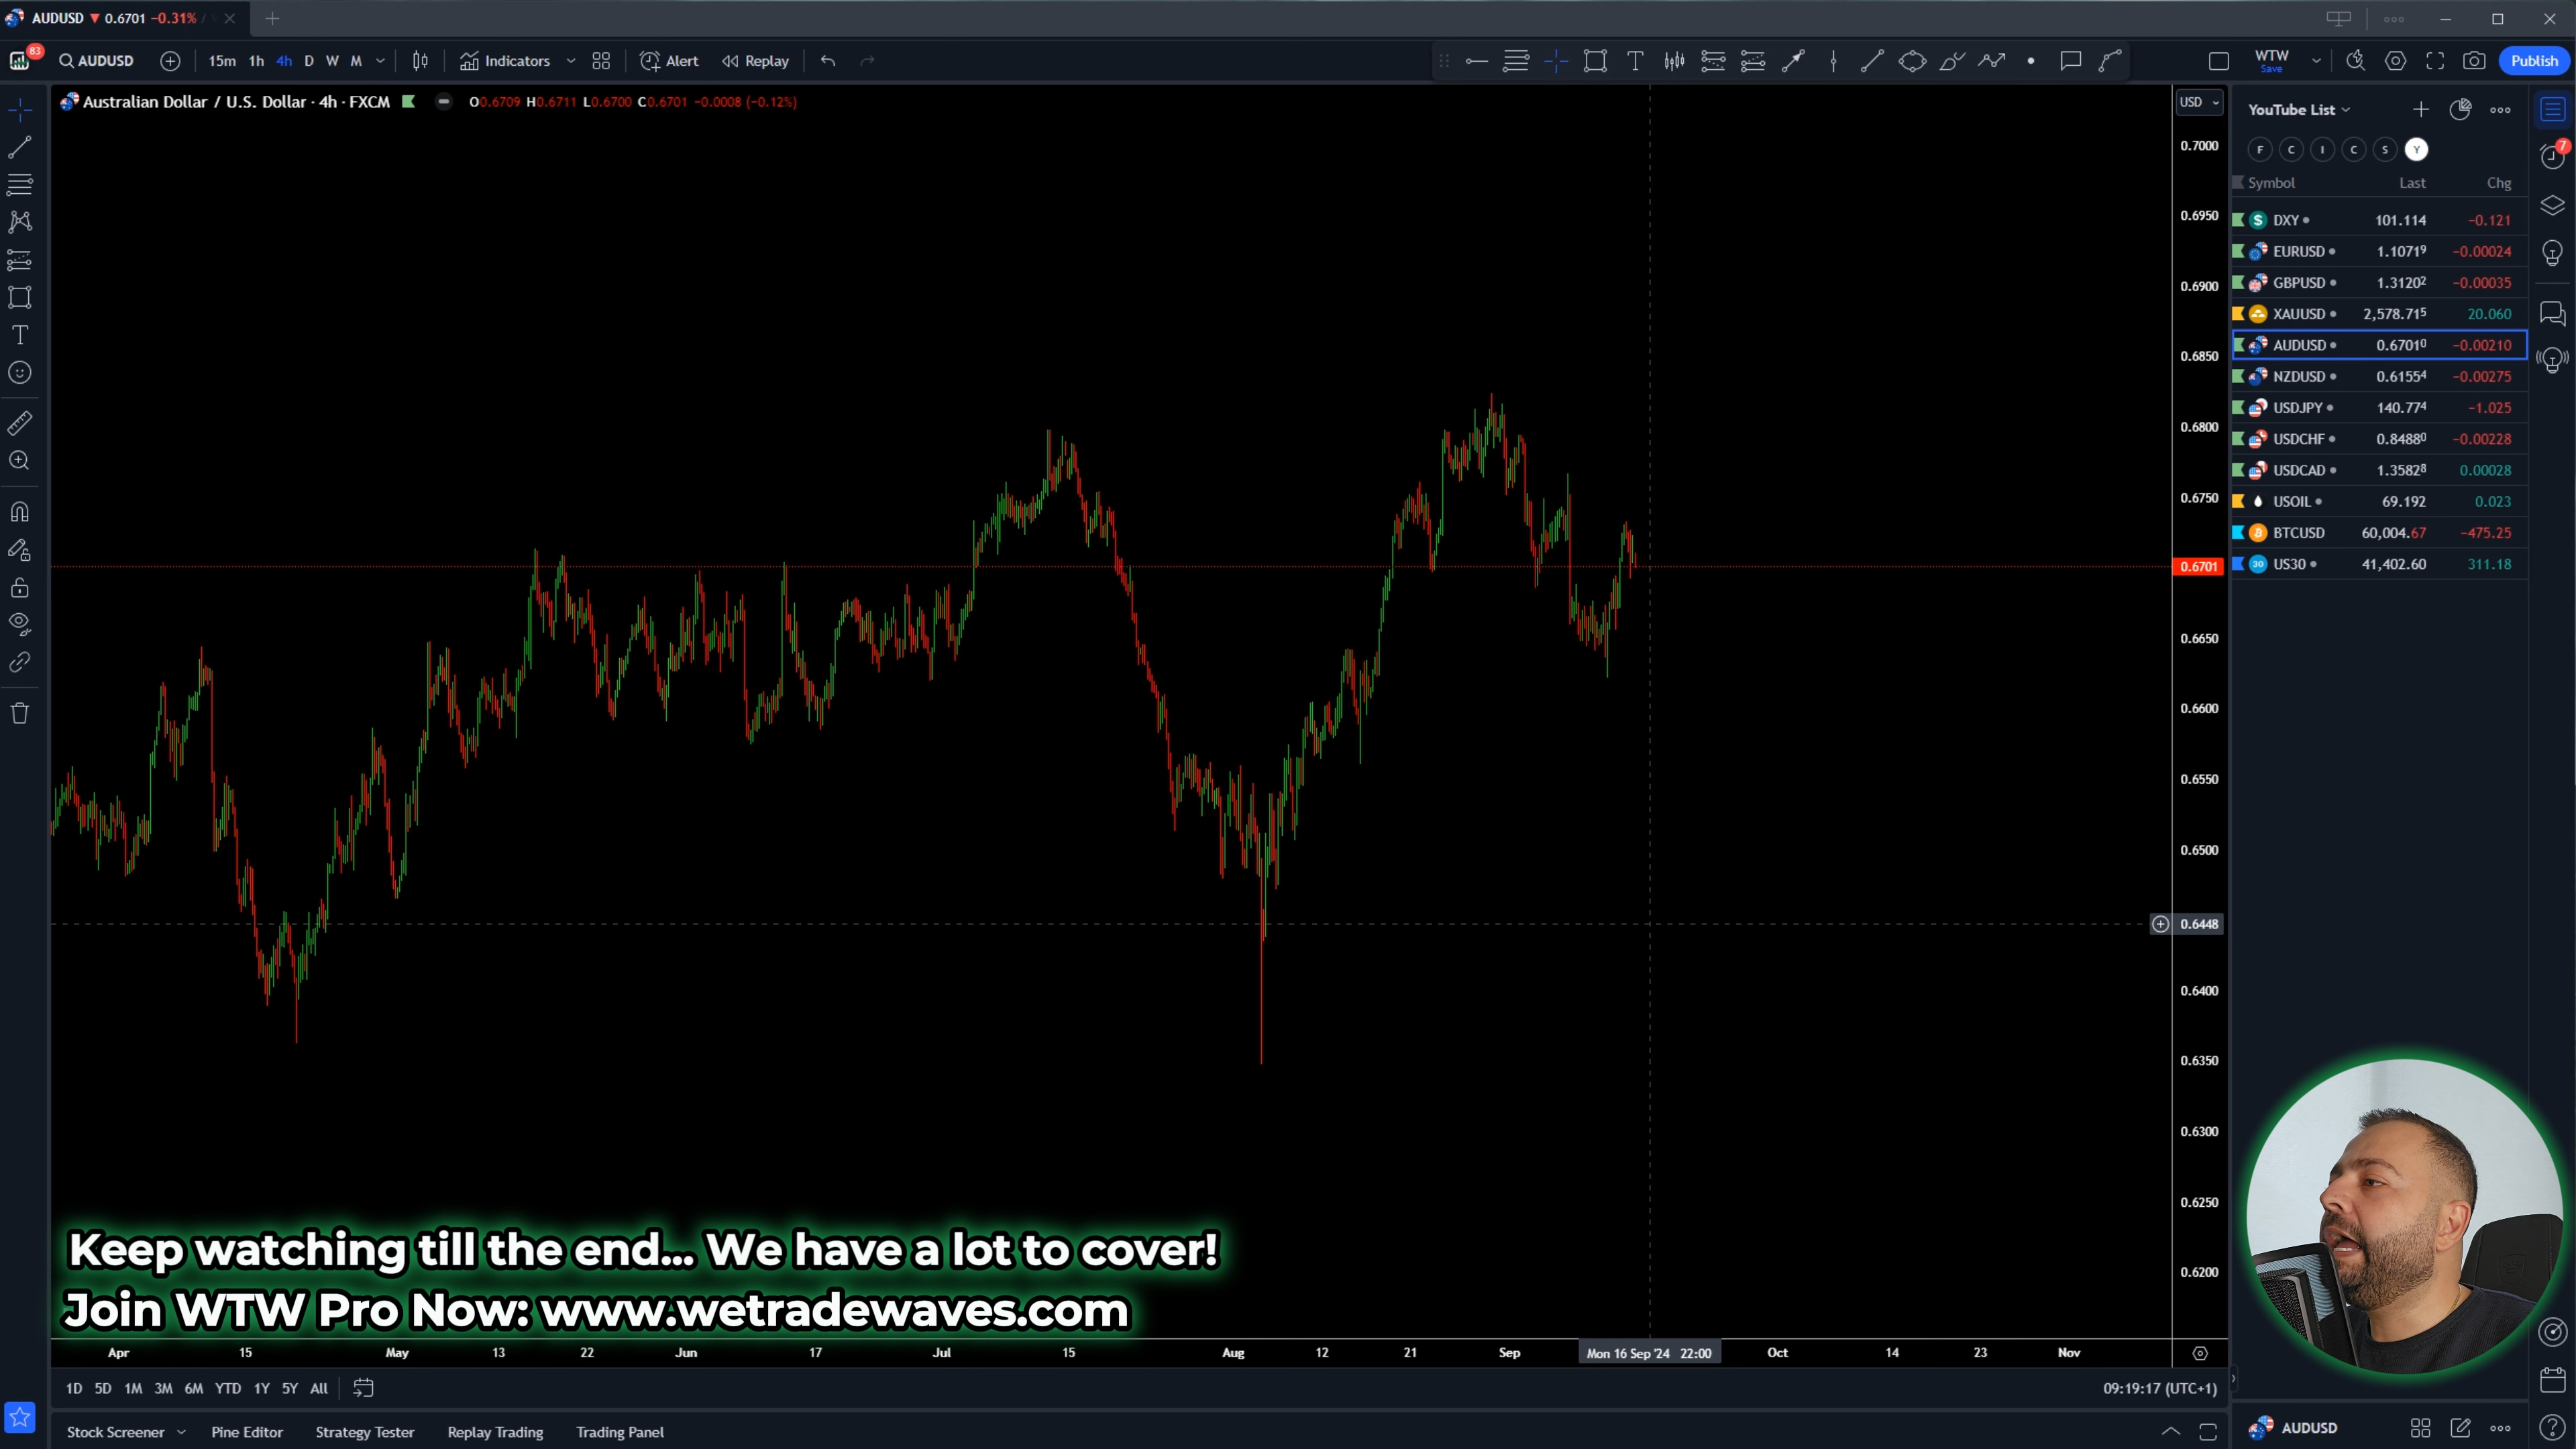 AUDUSD ▼ 0.6701 −0.31% /
83 AUDUSD 15m 1h 4h D W M Indicators Alert Replay WTW Save Publish
Australian Dollar / U.S. Dollar · 4h · FXCM O0.6709 H0.6711 L0.6700 C0.6701 −0.0008 (−0.12%)
USD
0.7000
0.6950
0.6900
0.6850
0.6800
0.6750
0.6701
0.6650
0.6600
0.6550
0.6500
0.6448
0.6400
0.6350
0.6300
0.6250
0.6200
YouTube List
7
F C I C S Y
Symbol Last Chg
DXY 101.114 −0.121
EURUSD 1.10719 −0.00024
GBPUSD 1.31202 −0.00035
XAUUSD 2,578.715 20.060
AUDUSD 0.67010 −0.00210
NZDUSD 0.61554 −0.00275
USDJPY 140.774 −1.025
USDCHF 0.84880 −0.00228
USDCAD 1.35828 0.00028
USOIL 69.192 0.023
BTCUSD 60,004.67 −475.25
30 US30 41,402.60 311.18
Keep watching till the end... We have a lot to cover!
Join WTW Pro Now: www.wetradewaves.com
Apr 15 May 13 22 Jun 17 Jul 15 Aug 12 21 Sep Mon 16 Sep '24 22:00 Oct 14 23 Nov
1D 5D 1M 3M 6M YTD 1Y 5Y All 09:19:17 (UTC+1)
Stock Screener Pine Editor Strategy Tester Replay Trading Trading Panel
AUDUSD